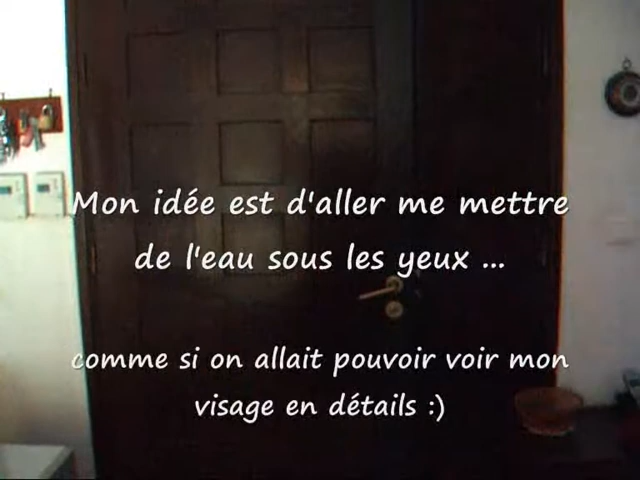 Mon idée est d'aller me mettre
de l'eau sous les yeux ...
comme si on allait pouvoir voir mon
visage en détails :)